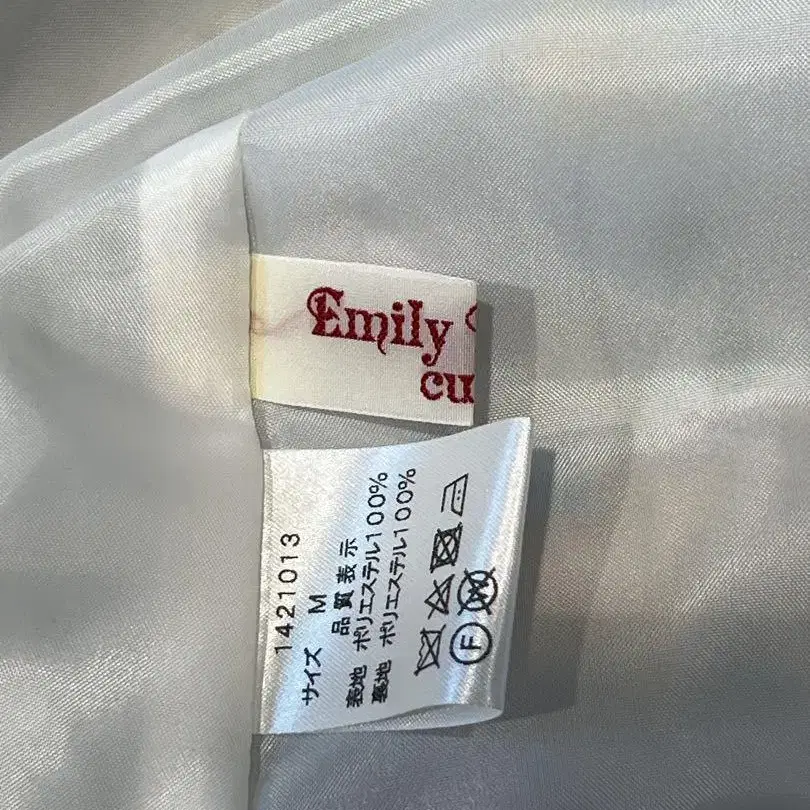 Emily
cu
1421013
サイズ M
品質表示
表地 ポリエステル100%
裏地 ポリエステル100%
F W